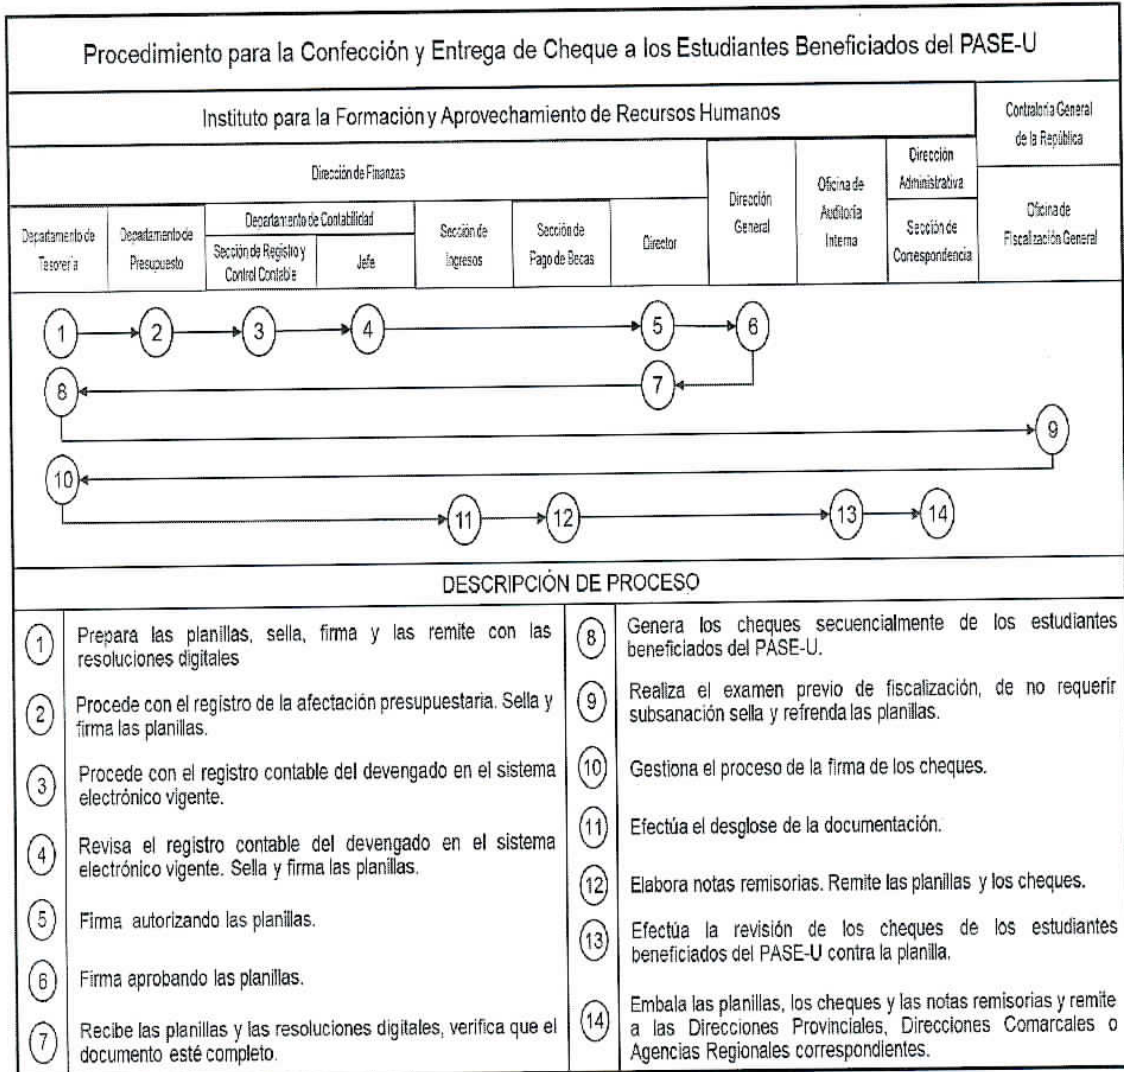 Procedimiento para la Confección y Entrega de Cheque a los Estudiantes Beneficiados del PASE-U
Instituto para la Formación y Aprovechamiento de Recursos Humanos
Contraloría General
de la República
Dirección de Finanzas
Dirección
General
Oficina de
Auditoría
Interna
Dirección
Administrativa
Departamento de
Tesorería
Departamento de
Presupuesto
Departamento de Contabilidad
Sección de Registro y
Control Contable
Jefe
Sección de
Ingresos
Sección de
Pago de Becas
Director
Sección de
Correspondencia
Oficina de
Fiscalización General
1 2 3 4 5 6
8 7
9
10
11 12 13 14
DESCRIPCIÓN DE PROCESO
1
Prepara las planillas, sella, firma y las remite con las
resoluciones digitales
2
Procede con el registro de la afectación presupuestaria. Sella y
firma las planillas.
3
Procede con el registro contable del devengado en el sistema
electrónico vigente.
4
Revisa el registro contable del devengado en el sistema
electrónico vigente. Sella y firma las planillas.
5
Firma autorizando las planillas.
6
Firma aprobando las planillas.
7
Recibe las planillas y las resoluciones digitales, verifica que el
documento esté completo.
8
Genera los cheques secuencialmente de los estudiantes
beneficiados del PASE-U.
9
Realiza el examen previo de fiscalización, de no requerir
subsanación sella y refrenda las planillas.
10
Gestiona el proceso de la firma de los cheques.
11
Efectúa el desglose de la documentación.
12
Elabora notas remisorias. Remite las planillas y los cheques.
13
Efectúa la revisión de los cheques de los estudiantes
beneficiados del PASE-U contra la planilla.
14
Embala las planillas, los cheques y las notas remisorias y remite
a las Direcciones Provinciales, Direcciones Comarcales o
Agencias Regionales correspondientes.